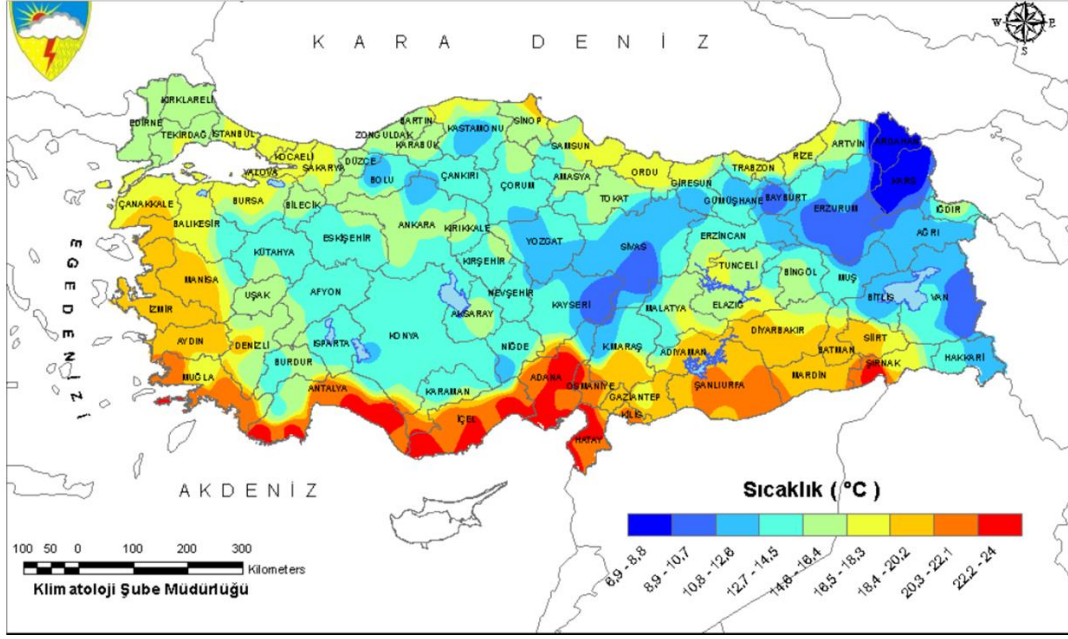 KARA DENİZ
W E
S
KIRKLARELİ
EDİRNE
TEKİRDAĞ İSTANBUL
KOCAELİ
YALOVA SAKARYA
DÜZCE
BOLU
ZONGULDAK
BARTIN
KARABÜK
KASTAMONU
SİNOP
SAMSUN
ÇANKIRI
ÇORUM
AMASYA
TOKAT
ORDU
GİRESUN
TRABZON
RİZE
ARTVİN
ARDAHAN
KARS
GÜMÜŞHANE
BAYBURT
ERZURUM
IĞDIR
AĞRI
ÇANAKKALE
BALIKESİR
BURSA
BİLECİK
ESKİŞEHİR
KÜTAHYA
ANKARA
KIRIKKALE
KIRŞEHİR
YOZGAT
SİVAS
ERZİNCAN
TUNCELİ
BİNGÖL
MUŞ
BİTLİS
VAN
MANİSA
İZMİR
UŞAK
AFYON
KONYA
AKSARAY
NEVŞEHİR
KAYSERİ
MALATYA
ELAZIĞ
DİYARBAKIR
BATMAN
SİİRT
ŞIRNAK
HAKKARİ
AYDIN
DENİZLİ
BURDUR
ISPARTA
MUĞLA
ANTALYA
KARAMAN
NİĞDE
İÇEL
ADANA
OSMANİYE
K.MARAŞ
ADIYAMAN
GAZİANTEP
KİLİS
ŞANLIURFA
MARDİN
HATAY
EGEDENİZİ
AKDENİZ
Sıcaklık ( °C )
6,9 - 8,8
8,9 - 10,7
10,8 - 12,6
12,7 - 14,5
14,6 - 16,4
16,5 - 18,3
18,4 - 20,2
20,3 - 22,1
22,2 - 24
100 50 0 100 200 300
Kilometers
Klimatoloji Şube Müdürlüğü